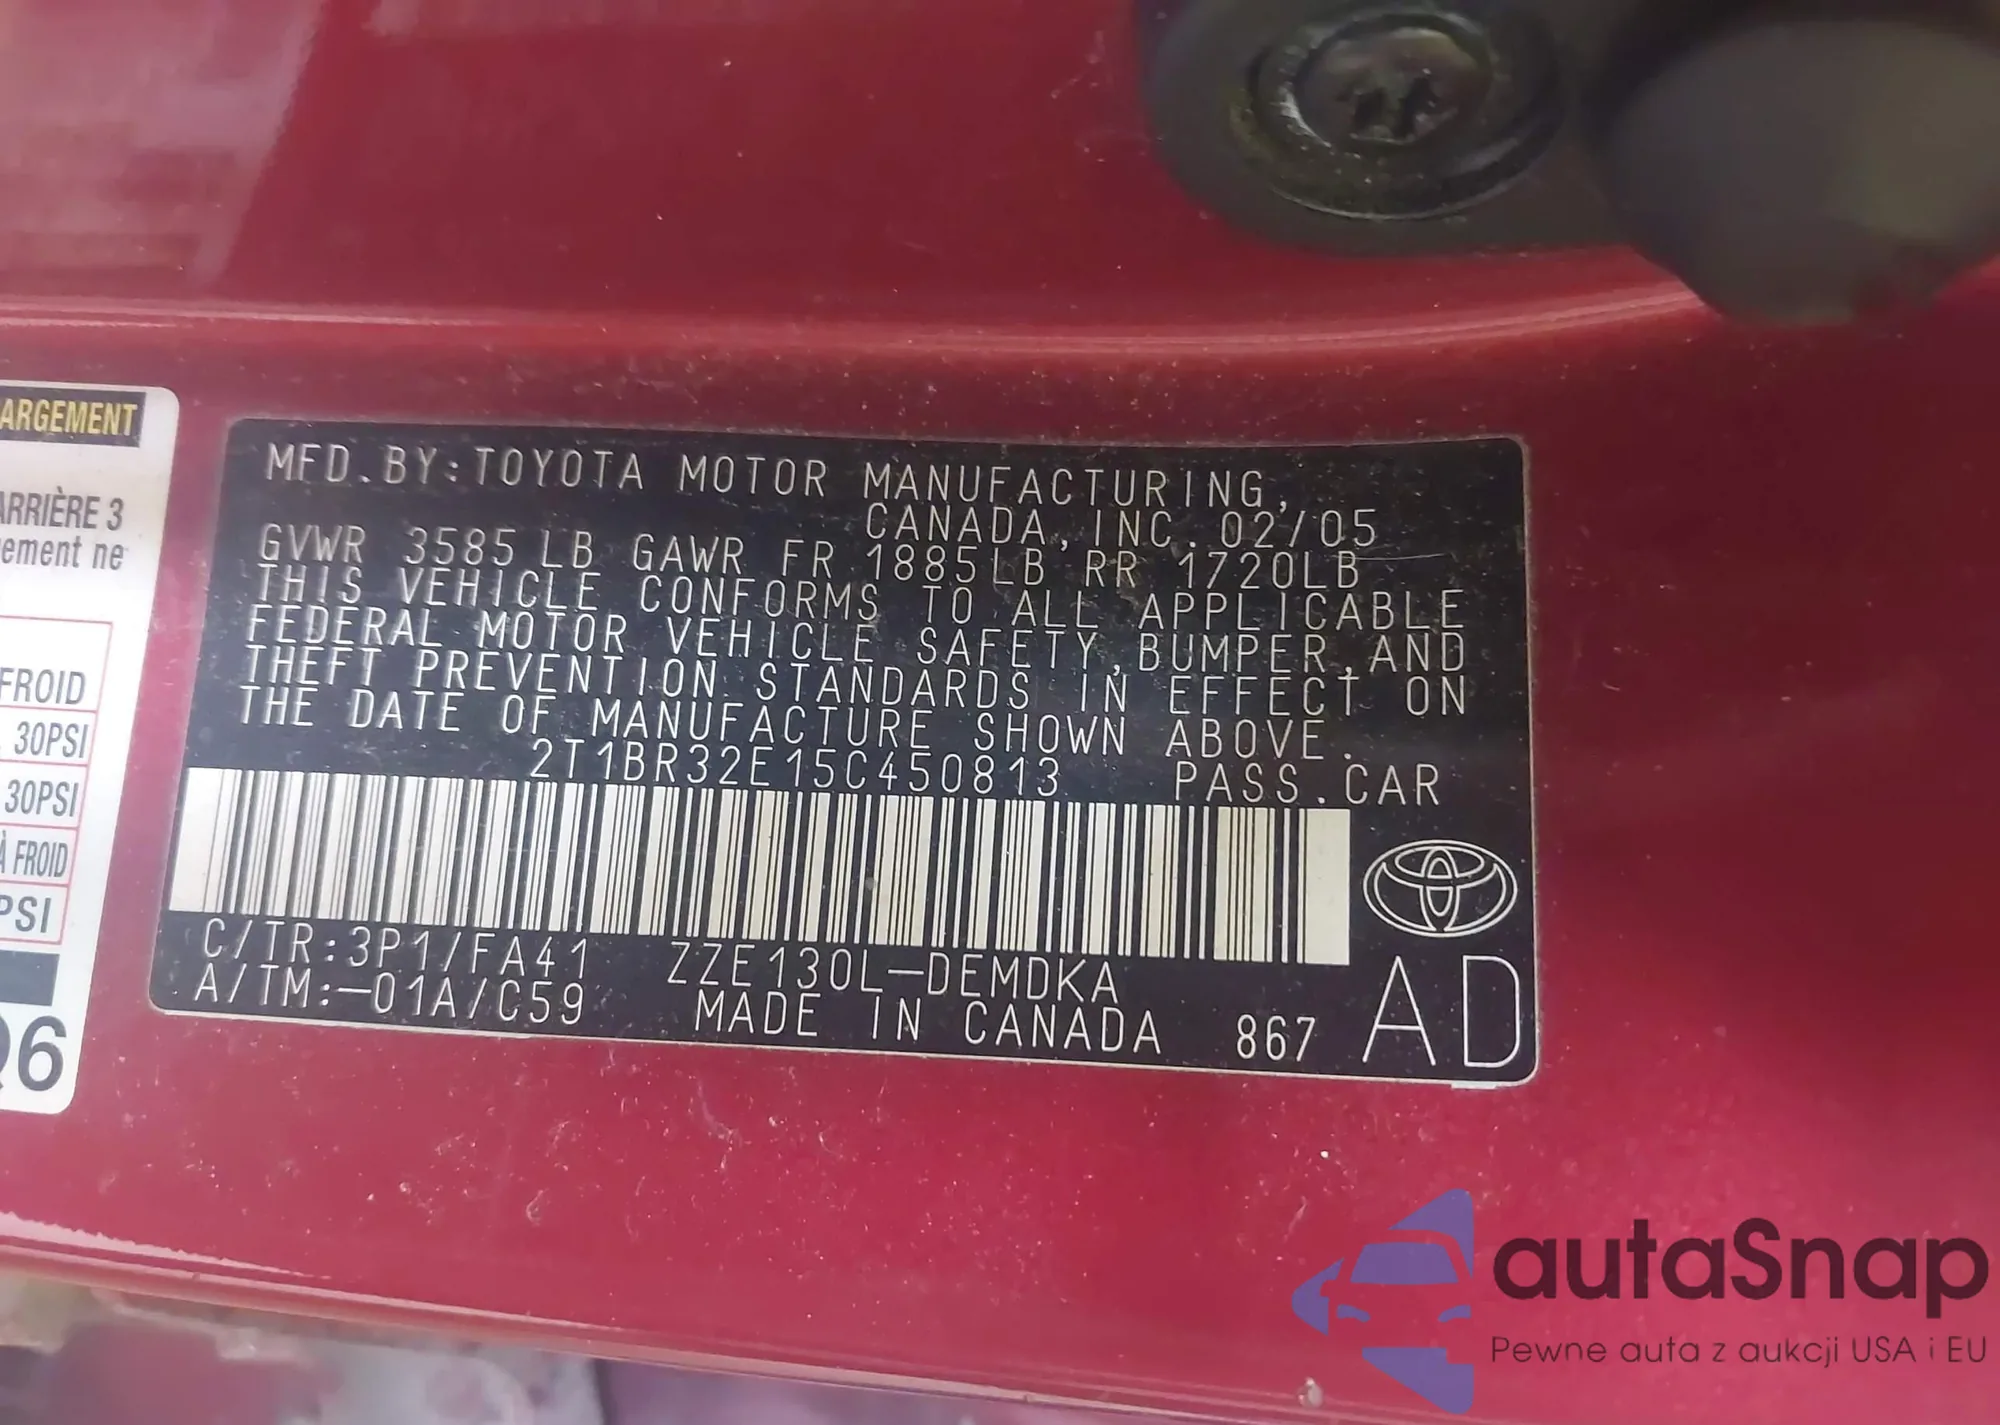 ARGEMENT
ARRIÈRE 3
gement ne
FROID
30PSI
30PSI
À FROID
PSI
Q6
MFD.BY:TOYOTA MOTOR MANUFACTURING,
CANADA,INC. 02/05
GVWR 3585LB GAWR FR 1885LB RR 1720LB
THIS VEHICLE CONFORMS TO ALL APPLICABLE
FEDERAL MOTOR VEHICLE SAFETY,BUMPER,AND
THEFT PREVENTION STANDARDS IN EFFECT ON
THE DATE OF MANUFACTURE SHOWN ABOVE.
2T1BR32E15C450813 PASS.CAR
C/TR:3P1/FA41 ZZE130L-DEMDKA
A/TM:-01A/C59 MADE IN CANADA 867 AD
autaSnap
Pewne auta z aukcji USA i EU